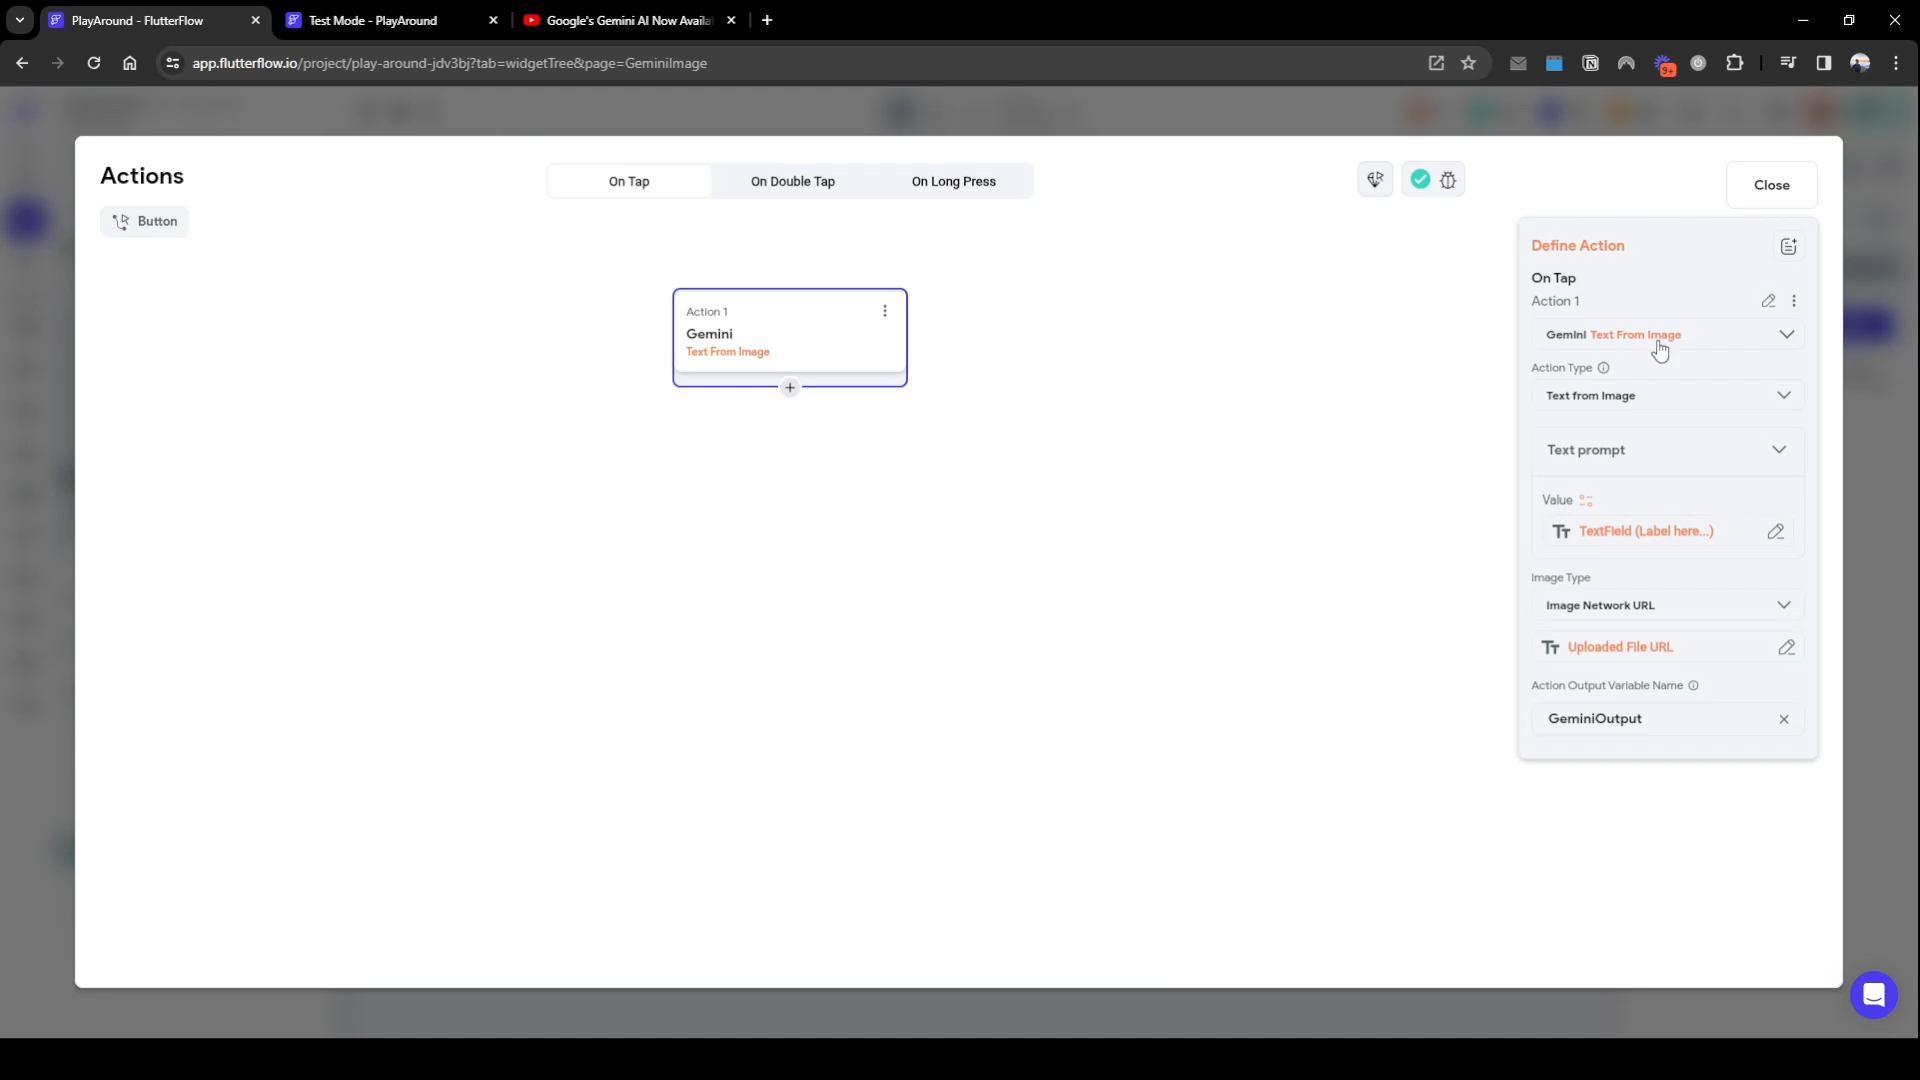 PlayAround - FlutterFlow
Test Mode - PlayAround
Google's Gemini AI Now Availa
app.flutterflow.io/project/play-around-jdv3bj?tab=widgetTree&page=GeminiImage
9+
Actions
On Tap
On Double Tap
On Long Press
Close
Button
Define Action
On Tap
Action 1
Action 1
Gemini
Text From Image
Gemini Text From Image
Action Type
Text from Image
Text prompt
Value
TT TextField (Label here...)
Image Type
Image Network URL
TT Uploaded File URL
Action Output Variable Name
GeminiOutput